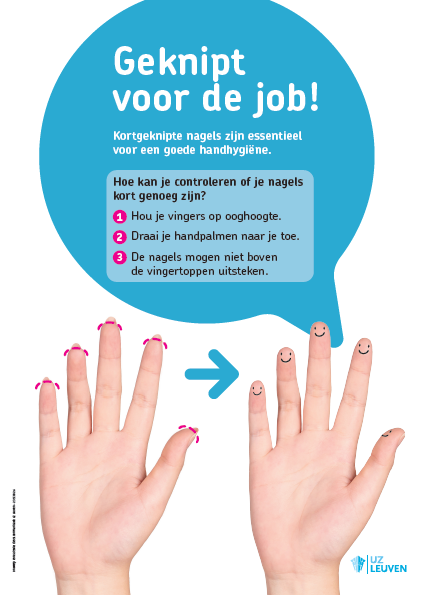 Geknipt
voor de job!
Kortgeknipte nagels zijn essentieel
voor een goede handhygiëne.
Hoe kan je controleren of je nagels
kort genoeg zijn?
1 Hou je vingers op ooghoogte.
2 Draai je handpalmen naar je toe.
3 De nagels mogen niet boven
de vingertoppen uitsteken.
UZ
LEUVEN